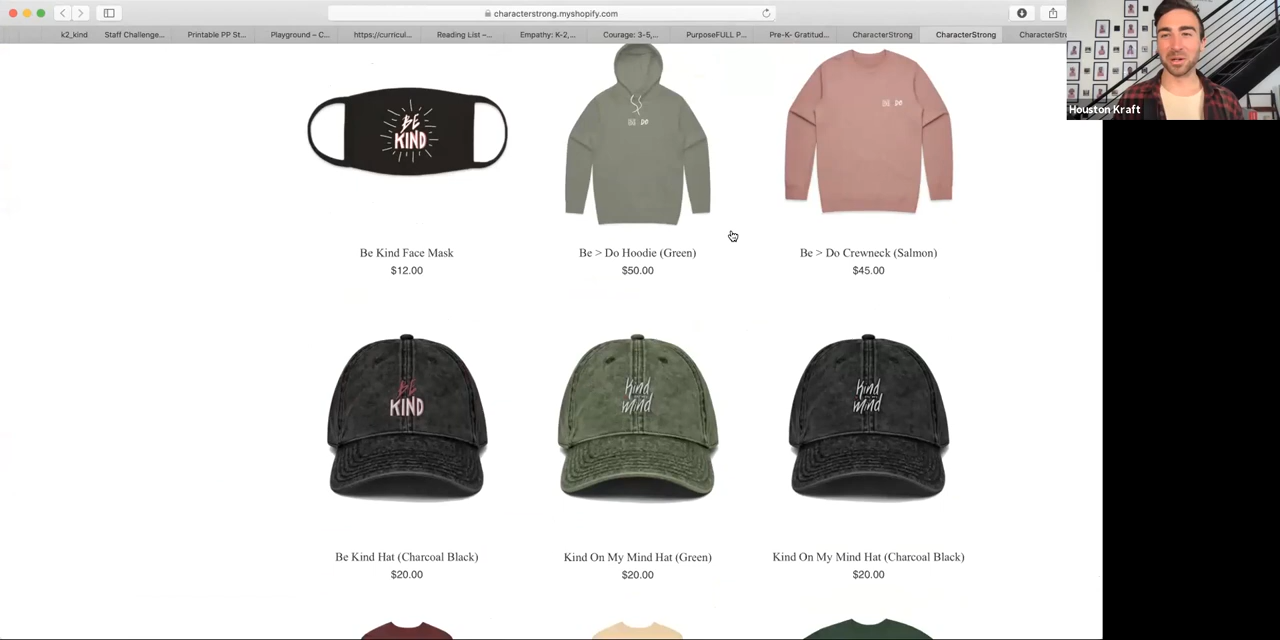 characterstrong.myshopify.com
k2_kind
Staff Challenge...
Printable PP St...
Playground – C...
https://curricul...
Reading List –...
Empathy: K-2,...
Courage: 3-5,...
PurposeFULL P...
Pre-K- Gratitud...
CharacterStrong
CharacterStrong
CharacterStr
Houston Kraft
BE
KIND
DO
DO
Be Kind Face Mask
Be > Do Hoodie (Green)
Be > Do Crewneck (Salmon)
$12.00
$50.00
$45.00
BE
KIND
Kind
Mind
Kind
Mind
Be Kind Hat (Charcoal Black)
Kind On My Mind Hat (Green)
Kind On My Mind Hat (Charcoal Black)
$20.00
$20.00
$20.00